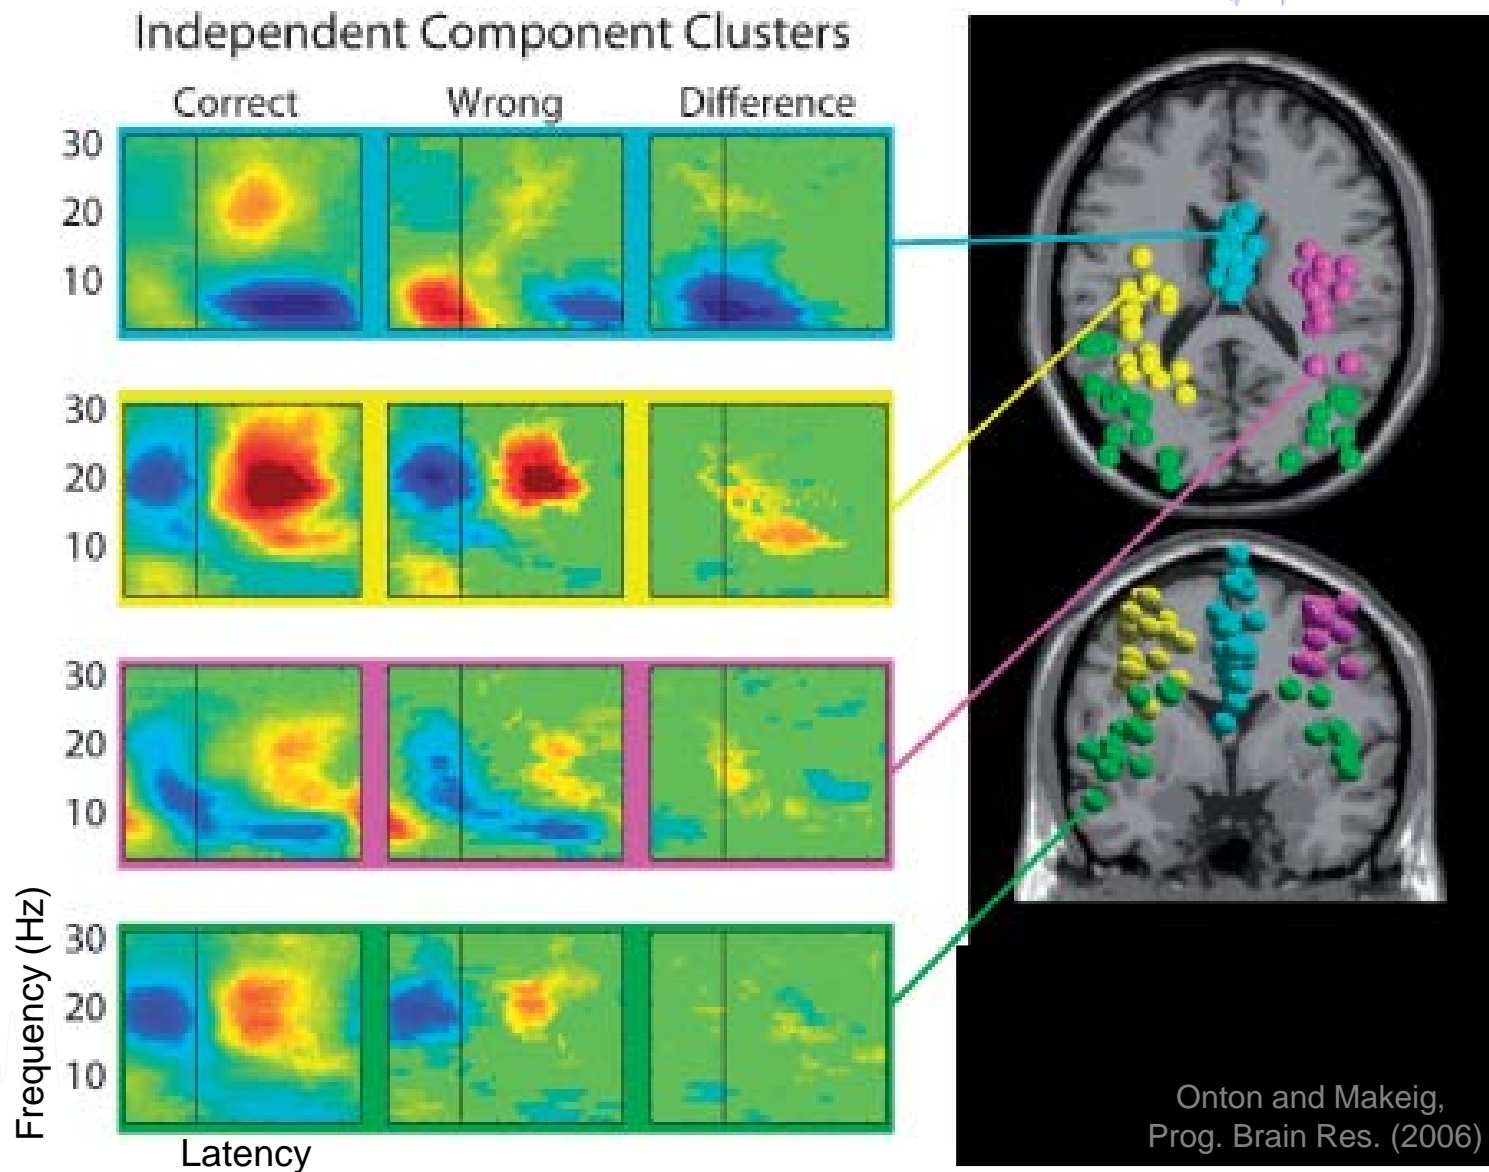 Independent Component Clusters
Correct Wrong Difference
30
20
10
30
20
10
30
20
10
30
20
10
Frequency (Hz)
Latency
Onton and Makeig,
Prog. Brain Res. (2006)